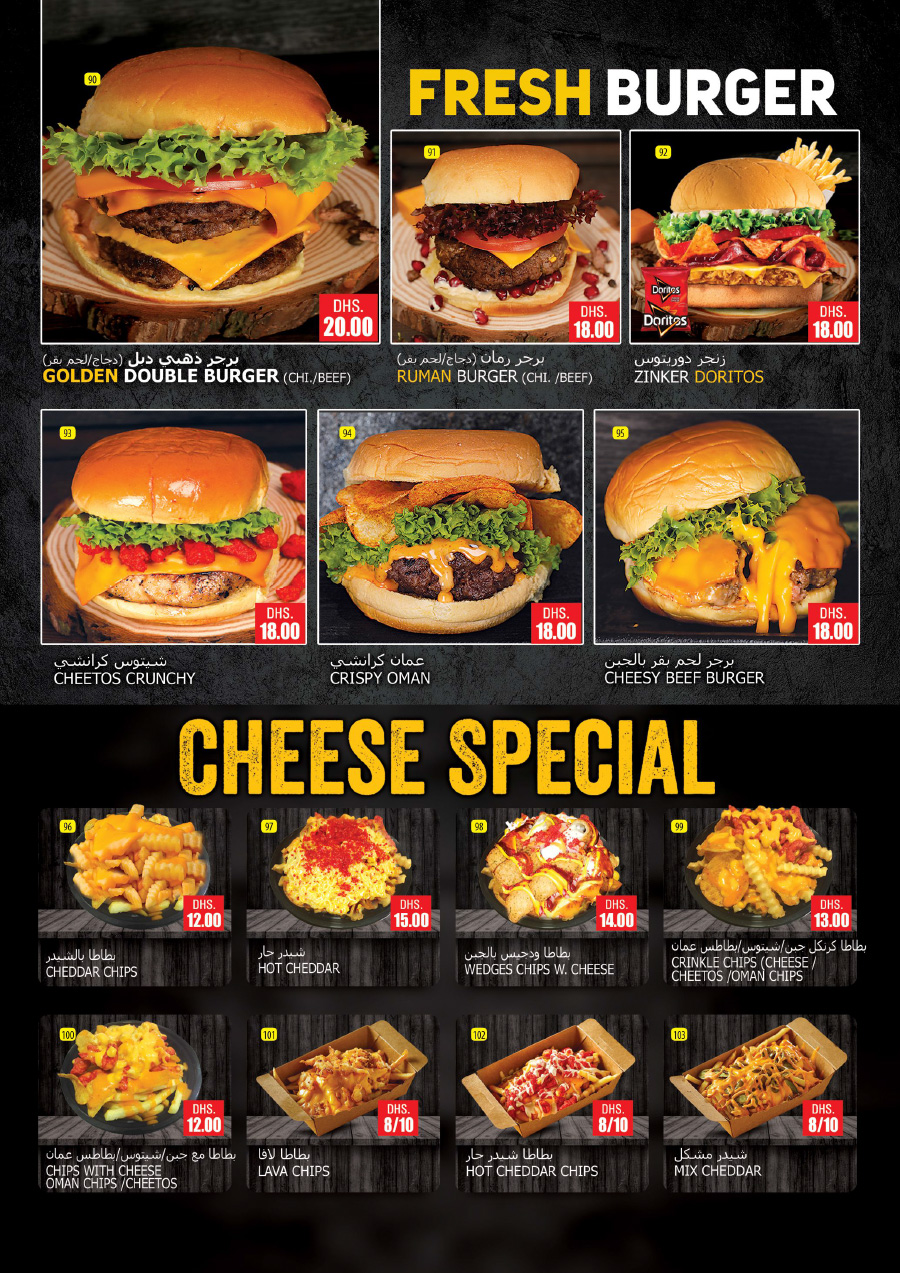 FRESH BURGER
90
DHS.
20.00
برجر ذهبي دبل (دجاج/لحم بقر)
GOLDEN DOUBLE BURGER (CHI./BEEF)
91
DHS.
18.00
برجر رمان (دجاج/لحم بقر)
RUMAN BURGER (CHI. /BEEF)
92
Doritos
Doritos
DHS.
18.00
زنجر دوريتوس
ZINKER DORITOS
93
DHS.
18.00
شيتوس كرانشي
CHEETOS CRUNCHY
94
DHS.
18.00
عمان كرانشي
CRISPY OMAN
95
DHS.
18.00
برجر لحم بقر بالجبن
CHEESY BEEF BURGER
CHEESE SPECIAL
96
DHS.
12.00
بطاطا بالشيدر
CHEDDAR CHIPS
97
DHS.
15.00
شيدر حار
HOT CHEDDAR
98
DHS.
14.00
بطاطا ودجيس بالجبن
WEDGES CHIPS W. CHEESE
99
DHS.
13.00
بطاطا كرنكل جبن/شيتوس/بطاطس عمان
CRINKLE CHIPS (CHEESE /
CHEETOS /OMAN CHIPS
100
DHS.
12.00
بطاطا مع جبن/شيتوس/بطاطس عمان
CHIPS WITH CHEESE
OMAN CHIPS /CHEETOS
101
DHS.
8/10
بطاطا لافا
LAVA CHIPS
102
DHS.
8/10
بطاطا شيدر حار
HOT CHEDDAR CHIPS
103
DHS.
8/10
شيدر مشكل
MIX CHEDDAR